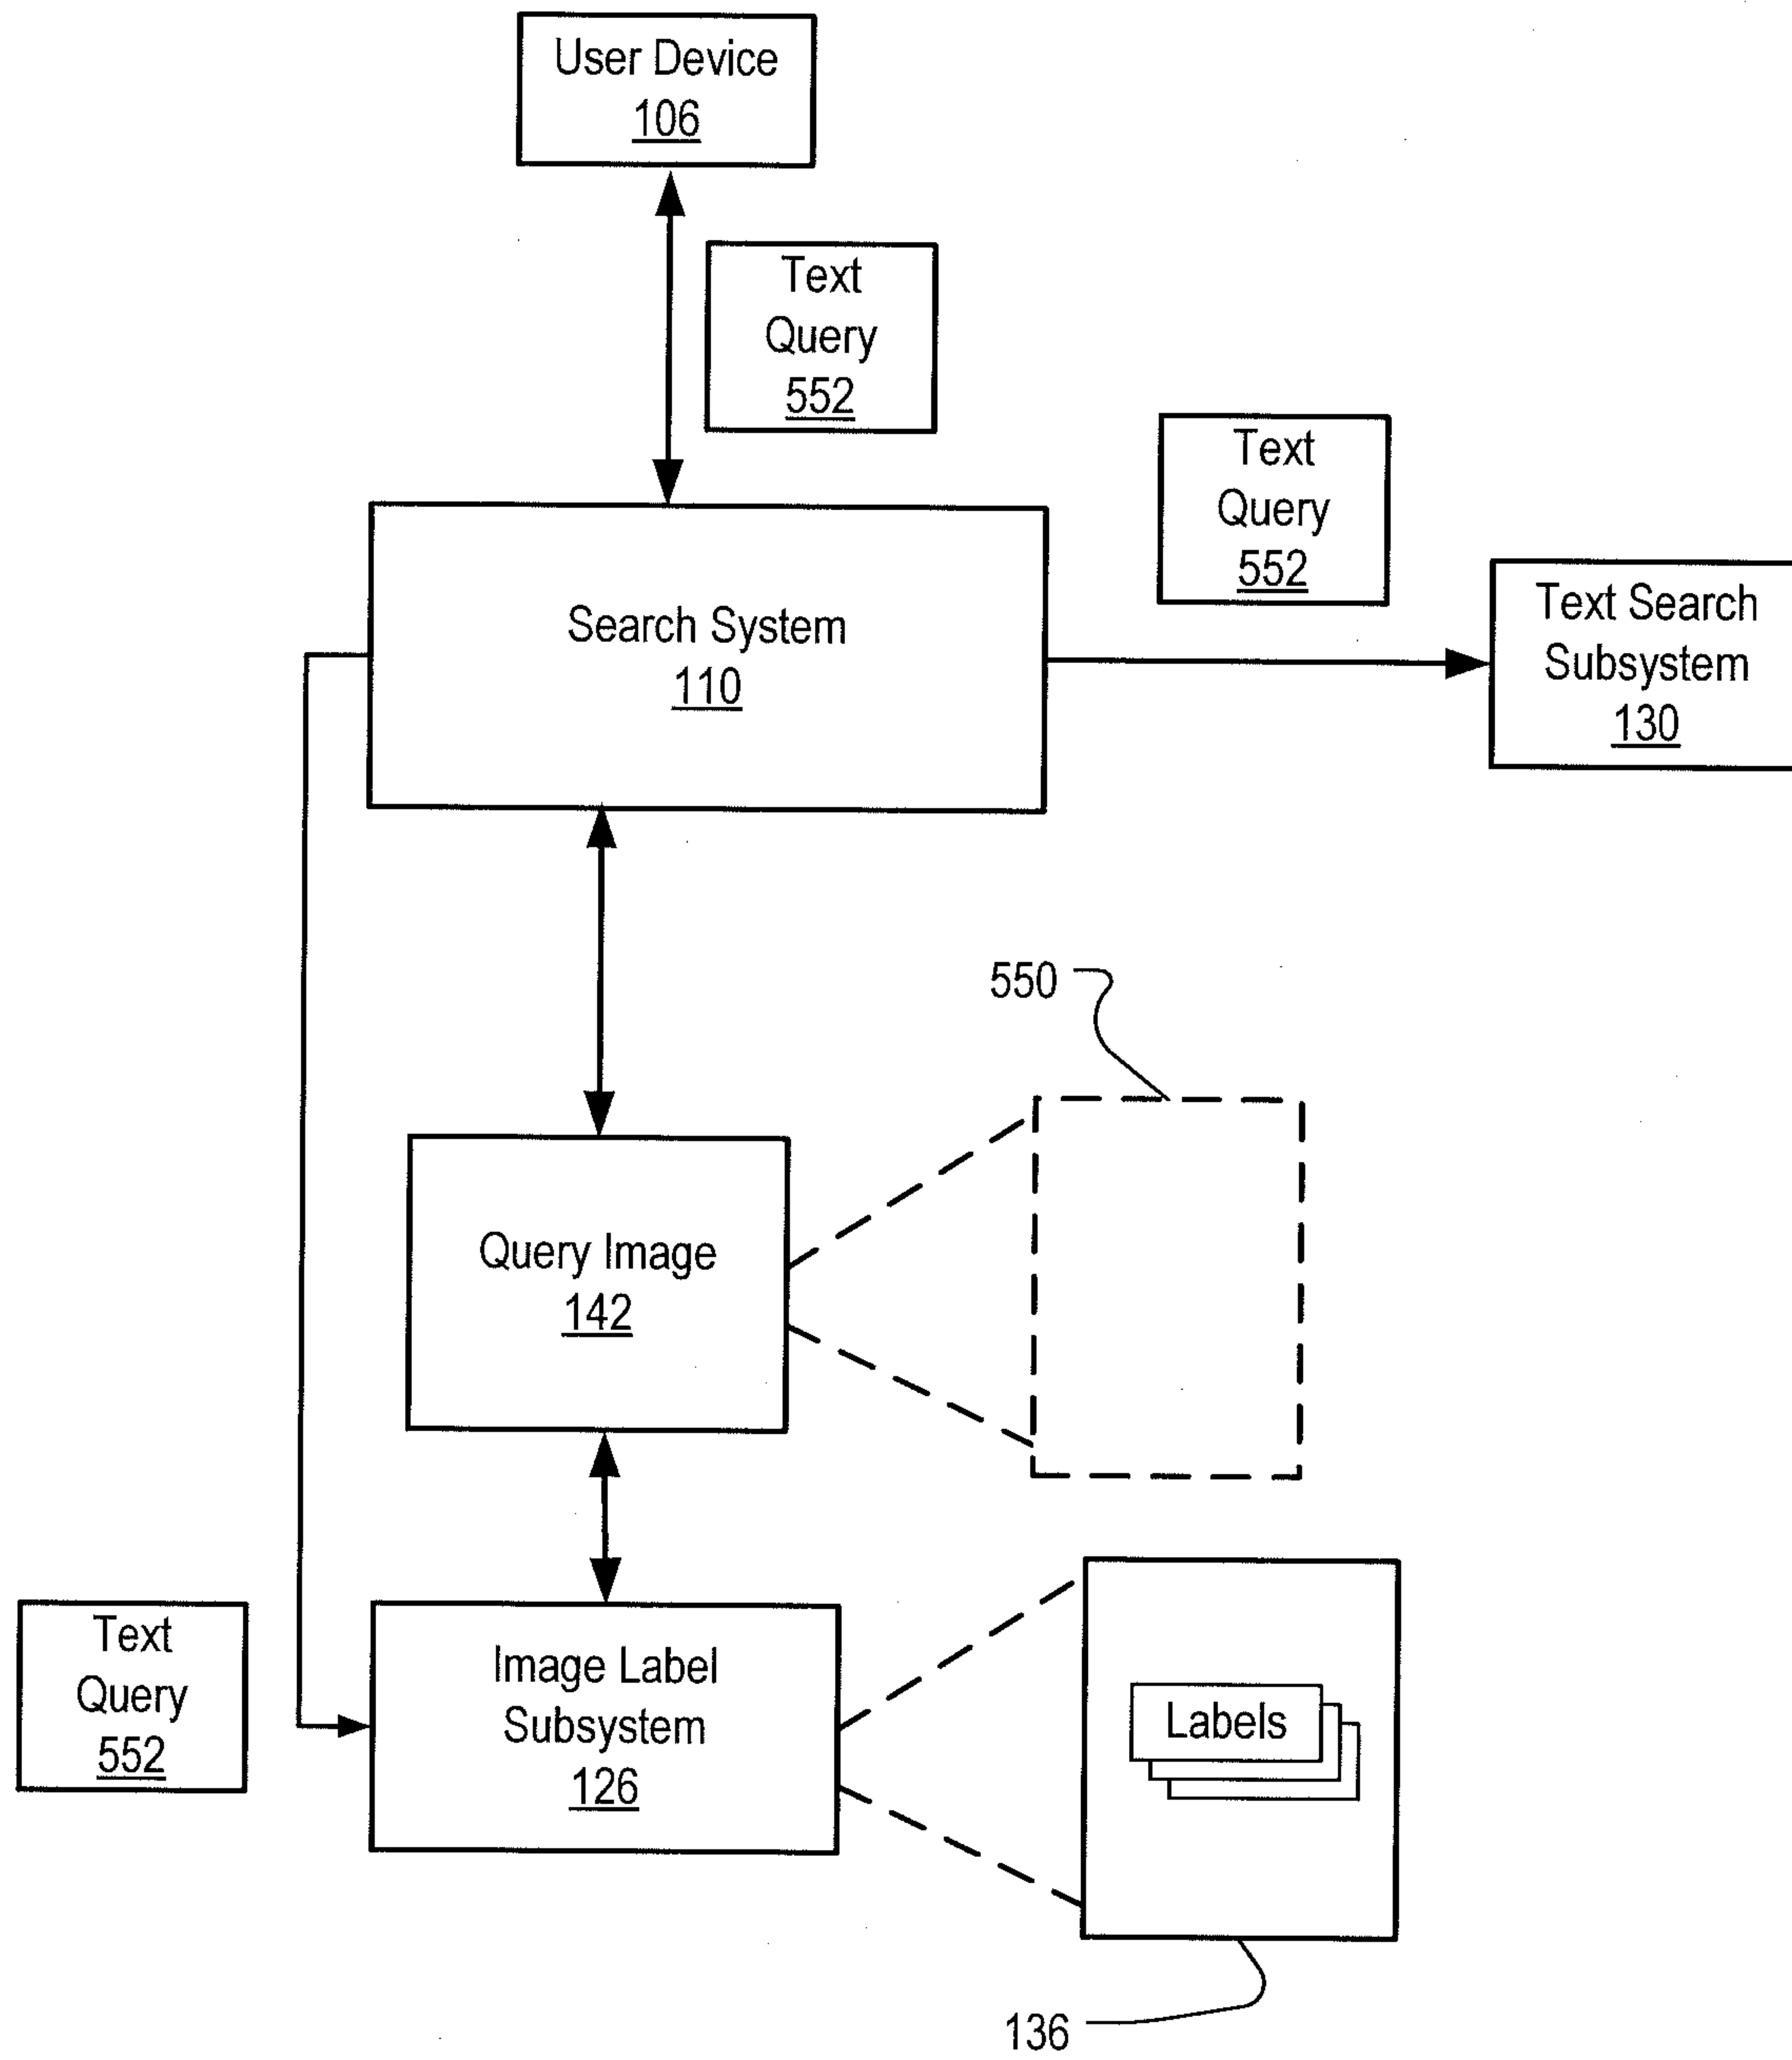 User Device
106
Text
Query
552
Text
Query
552
Search System
110
Text Search
Subsystem
130
550
Query Image
142
Text
Query
552
Image Label
Subsystem
126
Labels
136